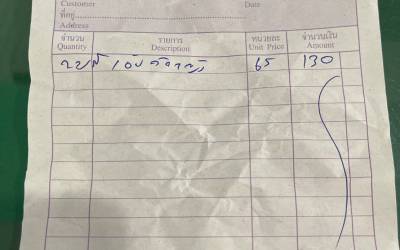 Customer
Date
ที่อยู่
Address
จำนวน รายการ หน่วยละ จำนวนเงิน
Quantity Description Unit Price Amount
65 130